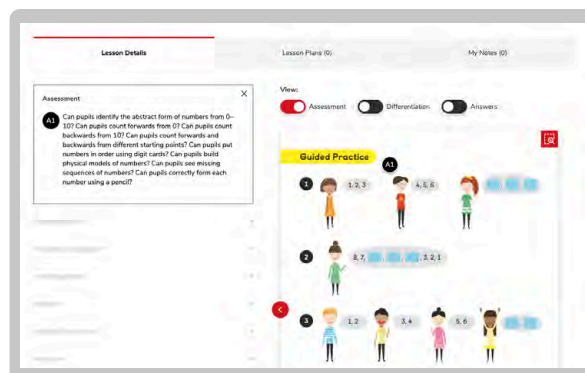 Lesson Details
Lesson Plans (0)
My Notes (0)
Assessment
X
A1
Can pupils identify the abstract form of numbers from 0–
10? Can pupils count forwards from 0? Can pupils count
backwards from 10? Can pupils count forwards and
backwards from different starting points? Can pupils put
numbers in order using digit cards? Can pupils build
physical models of numbers? Can pupils see missing
sequences of numbers? Can pupils correctly form each
number using a pencil?
View:
Assessment
Differentiation
Answers
Guided Practice
A1
1
1, 2, 3
4, 5, 6
2
8, 7, , , , 3, 2, 1
3
1, 2
3, 4
5, 6